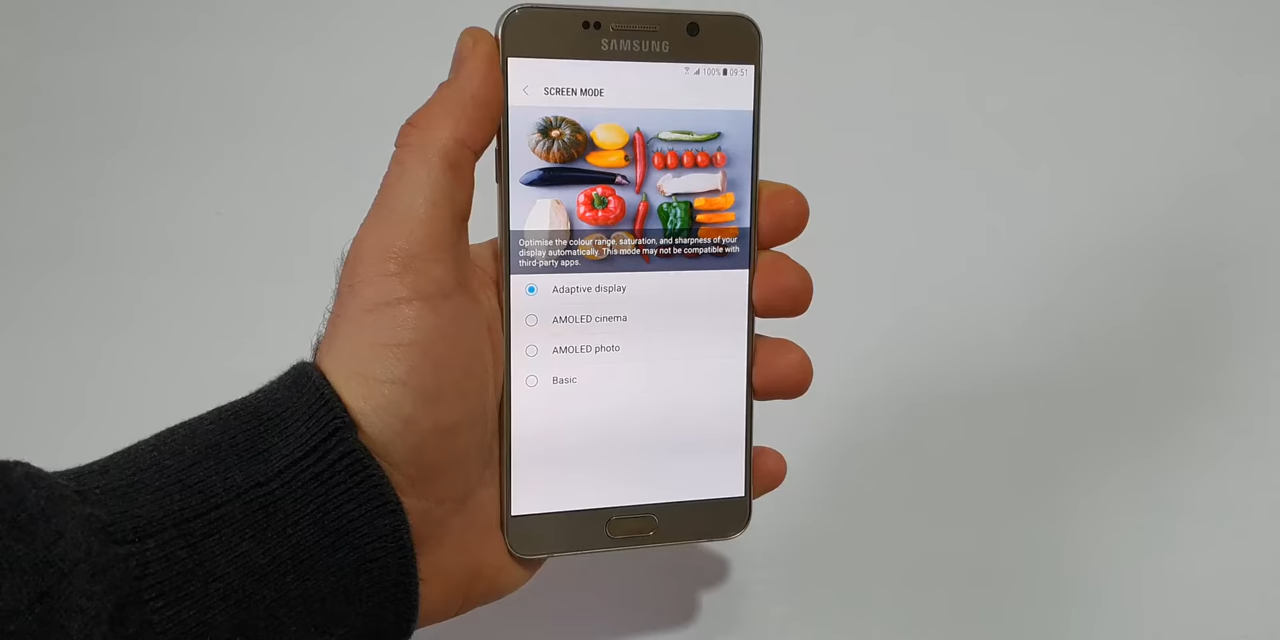 SAMSUNG
100% 09:51
SCREEN MODE
Optimise the colour range, saturation, and sharpness of your
display automatically. This mode may not be compatible with
third-party apps.
Adaptive display
AMOLED cinema
AMOLED photo
Basic